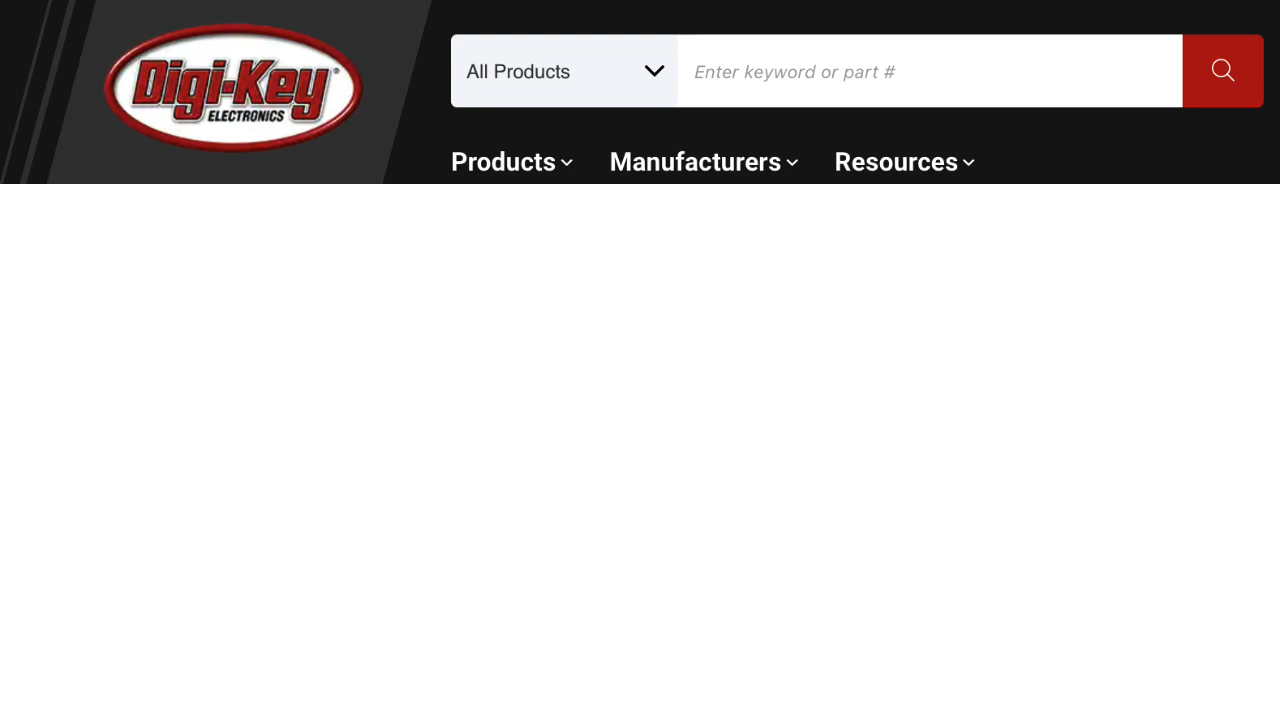 Digi-Key®
ELECTRONICS
All Products
Enter keyword or part #
Products
Manufacturers
Resources